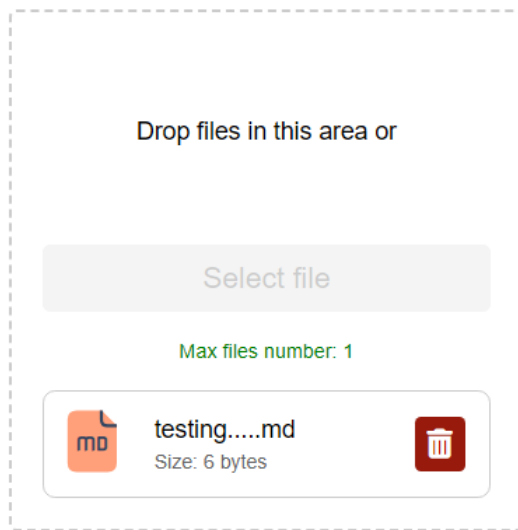 Drop files in this area or
Select file
Max files number: 1
MD
testing.....md
Size: 6 bytes